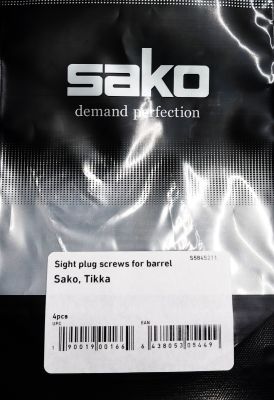 sako
demand perfection
Sight plug screws for barrel
S5845211
Sako, Tikka
4pcs
UPC
EAN
1 90019 00166
6 438053 05449